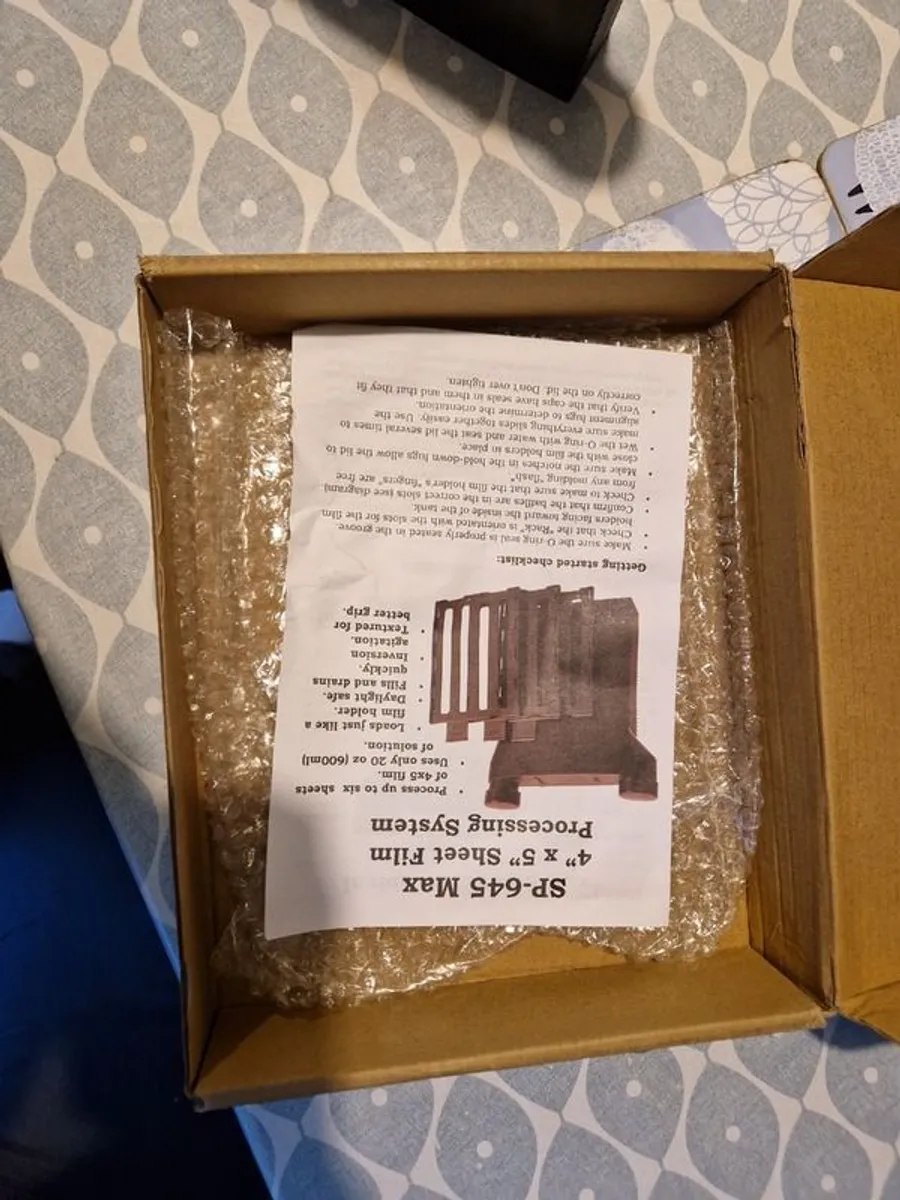 SP-645 Max
4” x 5” Sheet Film
Processing System
• Process up to six sheets
of 4x5 film.
• Uses only 20 oz (600ml)
of solution.
• Loads just like a
film holder.
• Daylight safe.
• Fills and drains
quickly.
• Inversion
agitation.
• Textured for
better grip.
Getting started checklist:
• Make sure the O-ring seal is properly seated in the groove.
• Check that the "Rack" is orientated with the slots for the film
holders facing toward the inside of the tank.
• Confirm that the baffles are in the correct slots (see diagram)
• Check to make sure that the film holder's "fingers" are free
from any molding "flash".
• Make sure the notches in the hold-down lugs allow the lid to
close with the film holders in place.
• Wet the O-ring with water and seat the lid several times to
make sure everything slides together easily. Use the
alignment lugs to determine the orientation.
• Verify that the caps have seals in them and that they fit
correctly on the lid. Don't over tighten.